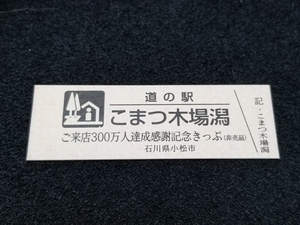 道の駅
こまつ木場潟
ご来店300万人達成感謝記念きっぷ(非売品)
石川県小松市
記・こまつ木場潟